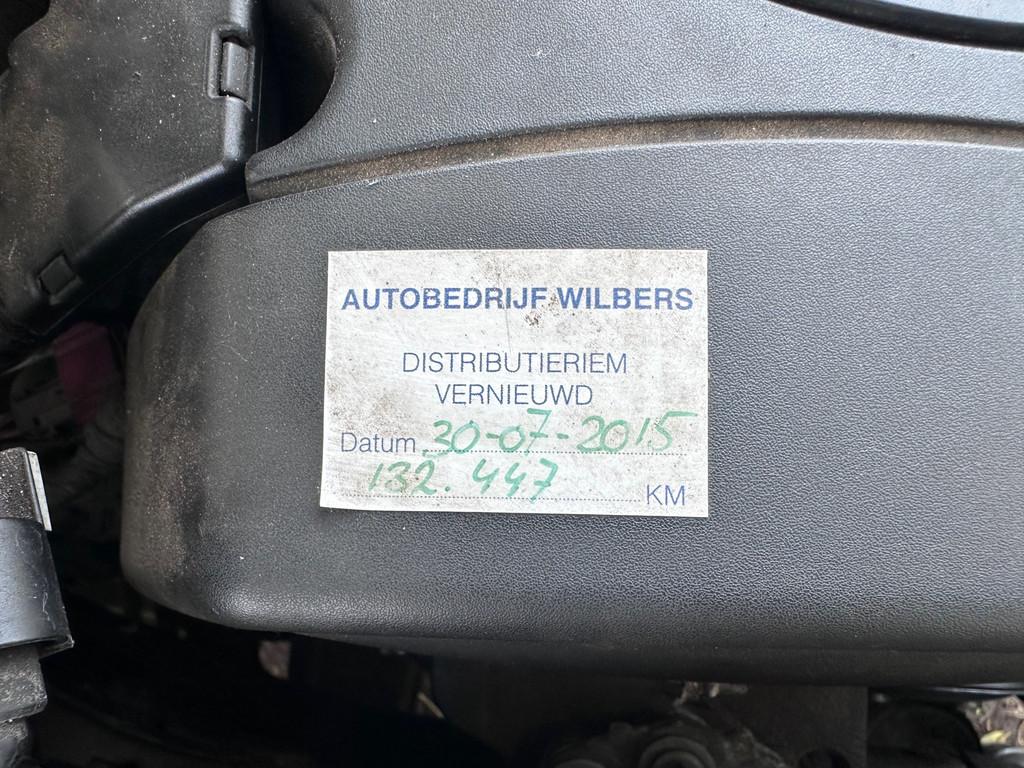 AUTOBEDRIJF WILBERS
DISTRIBUTIERIEM
VERNIEUWD
Datum 30-07-2015
132.447 KM